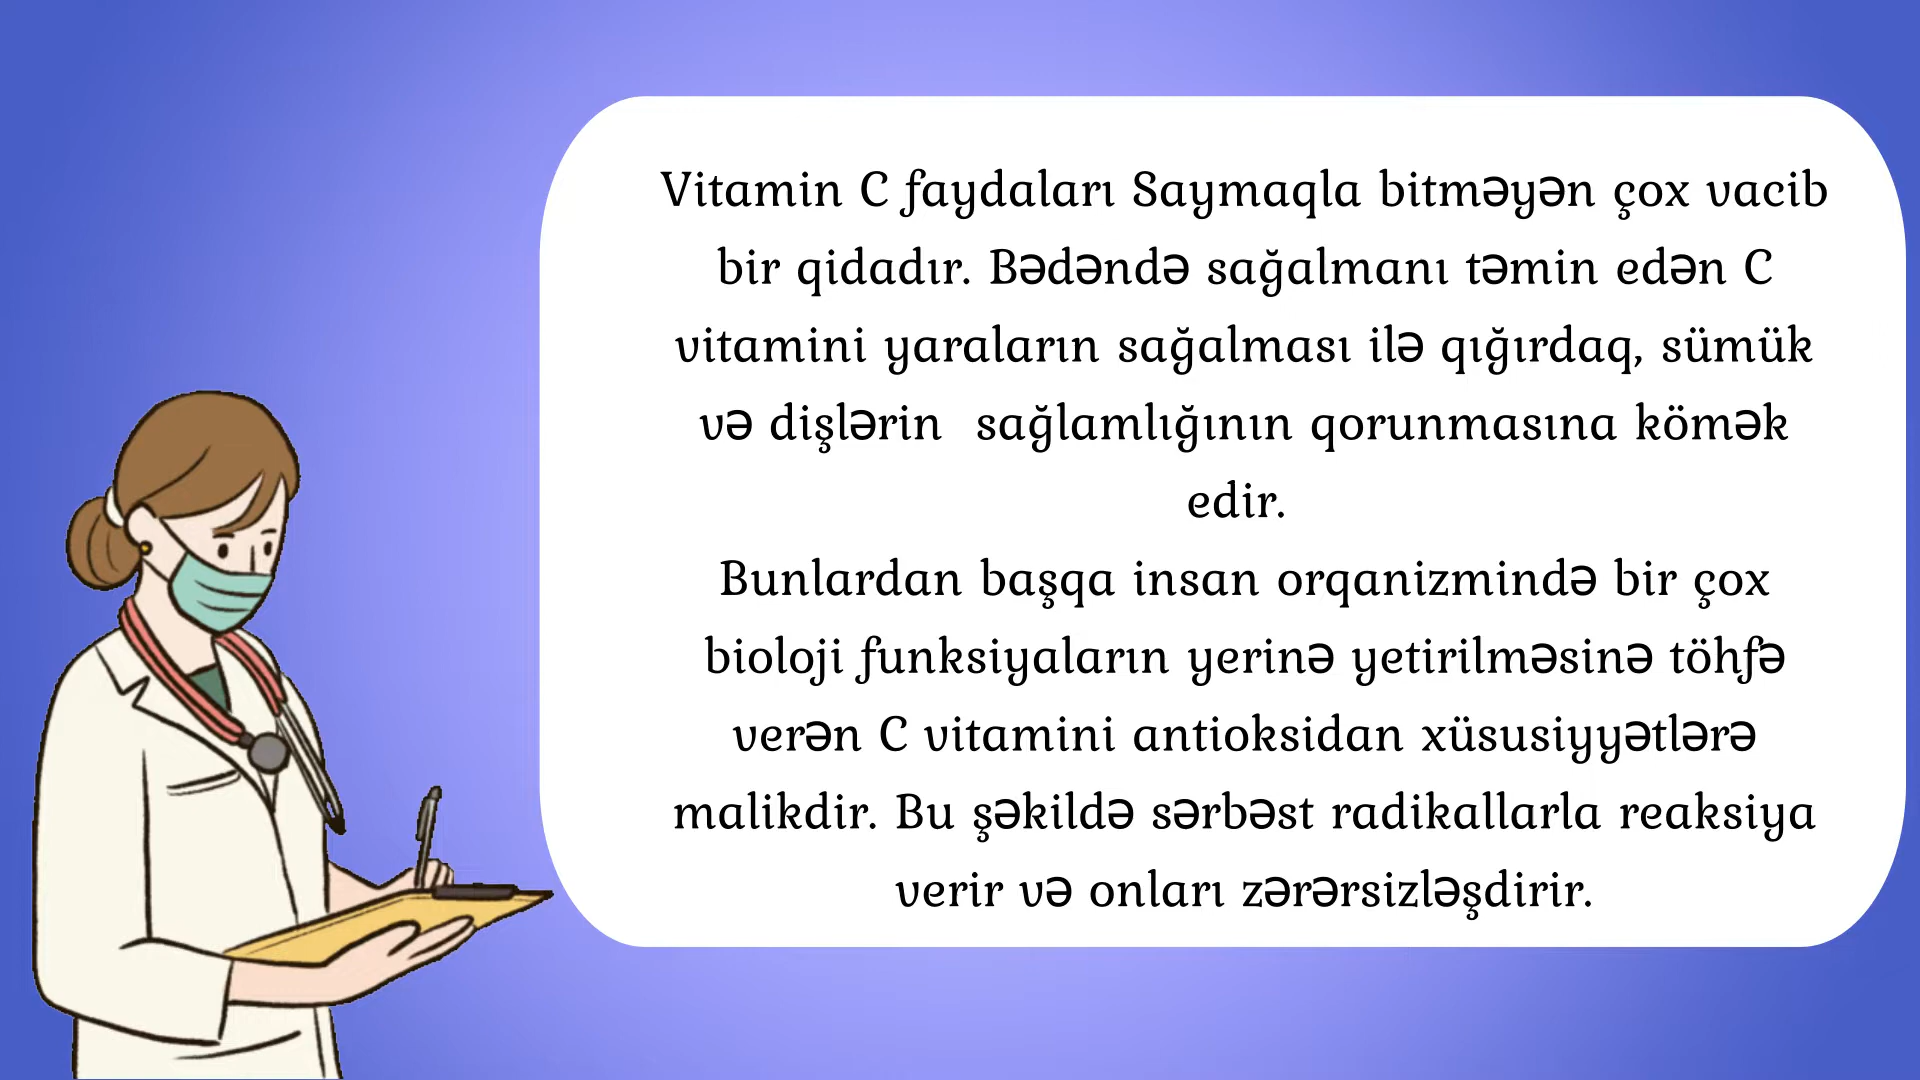 Vitamin C faydaları Saymaqla bitməyən çox vacib
bir qidadır. Bədəndə sağalmanı təmin edən C
vitamini yaraların sağalması ilə qığırdaq, sümük
və dişlərin  sağlamlığının qorunmasına kömək
edir.
Bunlardan başqa insan orqanizmində bir çox
bioloji funksiyaların yerinə yetirilməsinə töhfə
verən C vitamini antioksidan xüsusiyyətlərə
malikdir. Bu şəkildə sərbəst radikallarla reaksiya
verir və onları zərərsizləşdirir.